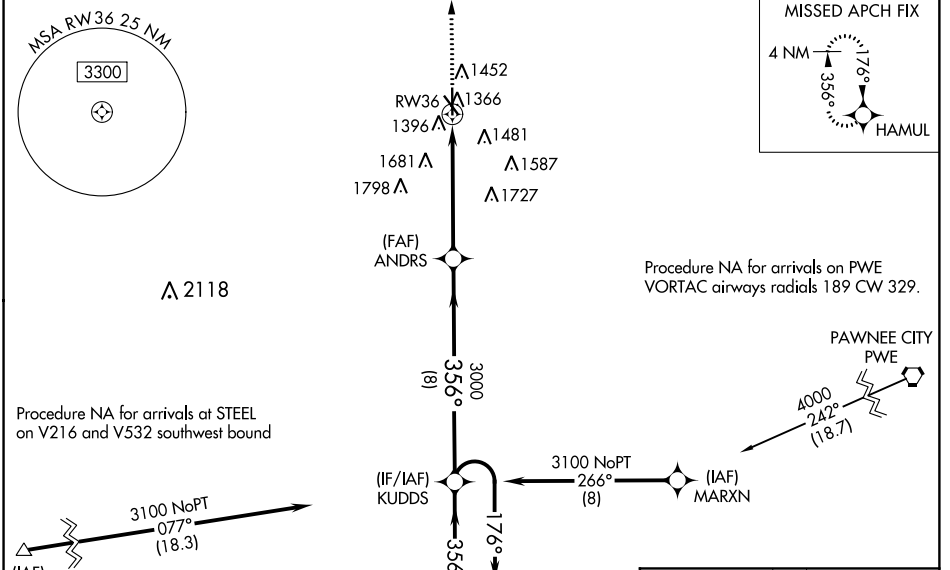 MSA RW36 25 NM
3300
MISSED APCH FIX
4 NM
176°
356°
HAMUL
1452
RW36
1366
1396
1481
1681
1587
1798
1727
(FAF)
ANDRS
2118
Procedure NA for arrivals on PWE
VORTAC airways radials 189 CW 329.
PAWNEE CITY
PWE
3000
356°
(8)
4000
242°
(18.7)
Procedure NA for arrivals at STEEL
on V216 and V532 southwest bound
(IF/IAF)
KUDDS
3100 NoPT
266°
(8)
(IAF)
MARXN
3100 NoPT
077°
(18.3)
176°
356
(IAF)